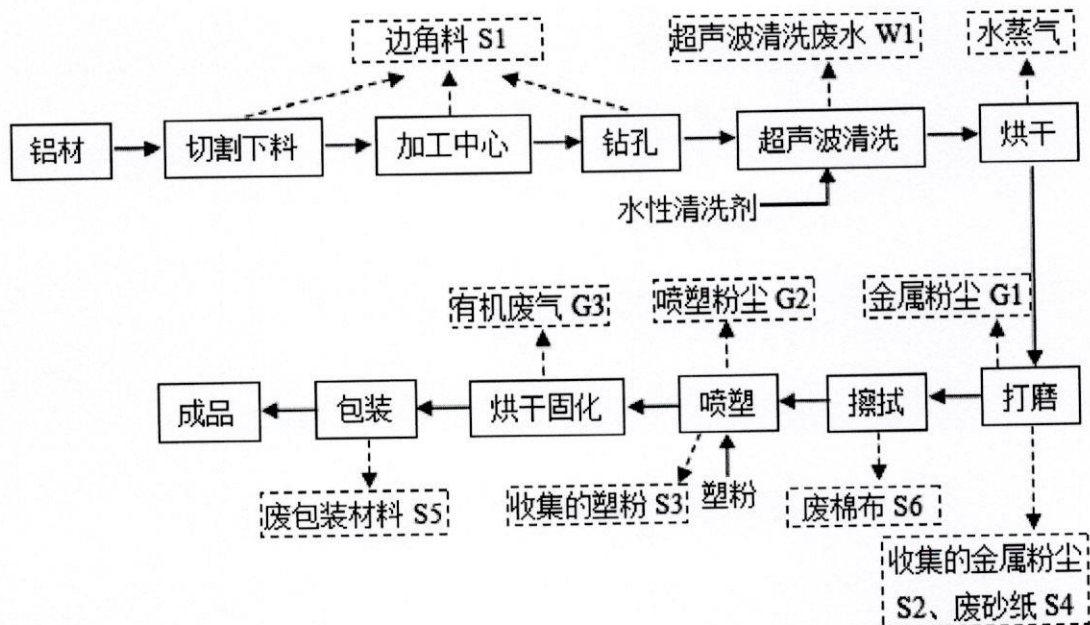 边角料 S1
超声波清洗废水 W1
水蒸气
铝材
切割下料
加工中心
钻孔
超声波清洗
烘干
水性清洗剂
有机废气 G3
喷塑粉尘 G2
金属粉尘 G1
成品
包装
烘干固化
喷塑
擦拭
打磨
废包装材料 S5
收集的塑粉 S3
塑粉
废棉布 S6
收集的金属粉尘
S2、废砂纸 S4